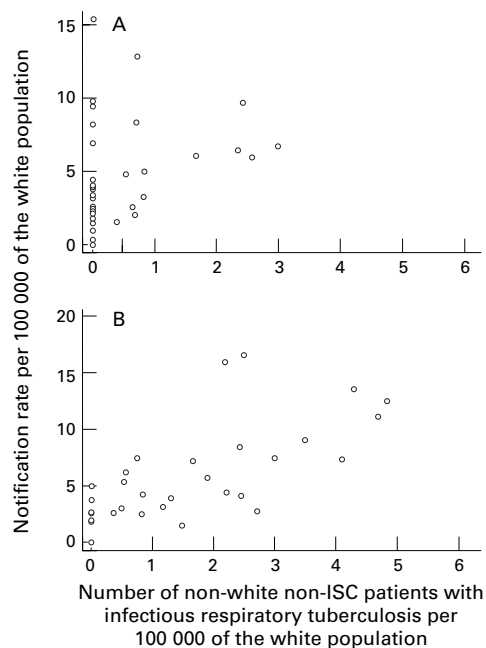 A
15
10
5
0
0 1 2 3 4 5 6
B
20
15
10
5
0
0 1 2 3 4 5 6
Notification rate per 100 000 of the white population
Number of non-white non-ISC patients with
infectious respiratory tuberculosis per
100 000 of the white population